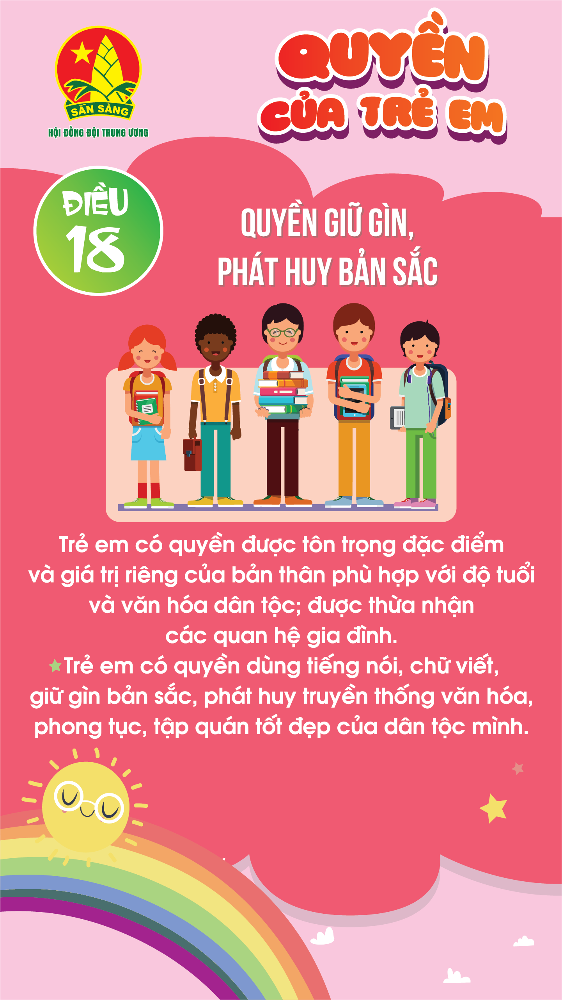 SẴN SÀNG
HỘI ĐỒNG ĐỘI TRUNG ƯƠNG
QUYỀN
CỦA TRẺ EM
ĐIỀU
18
QUYỀN GIỮ GÌN,
PHÁT HUY BẢN SẮC
Trẻ em có quyền được tôn trọng đặc điểm
và giá trị riêng của bản thân phù hợp với độ tuổi
và văn hóa dân tộc; được thừa nhận
các quan hệ gia đình.
Trẻ em có quyền dùng tiếng nói, chữ viết,
giữ gìn bản sắc, phát huy truyền thống văn hóa,
phong tục, tập quán tốt đẹp của dân tộc mình.